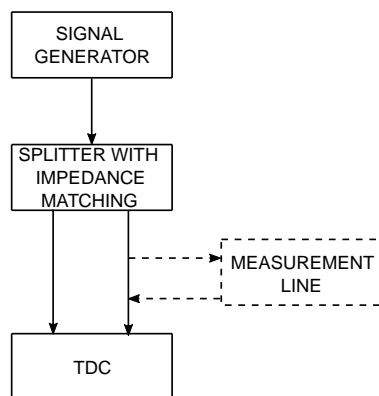 SIGNAL
GENERATOR
SPLITTER WITH
IMPEDANCE
MATCHING
MEASUREMENT
LINE
TDC